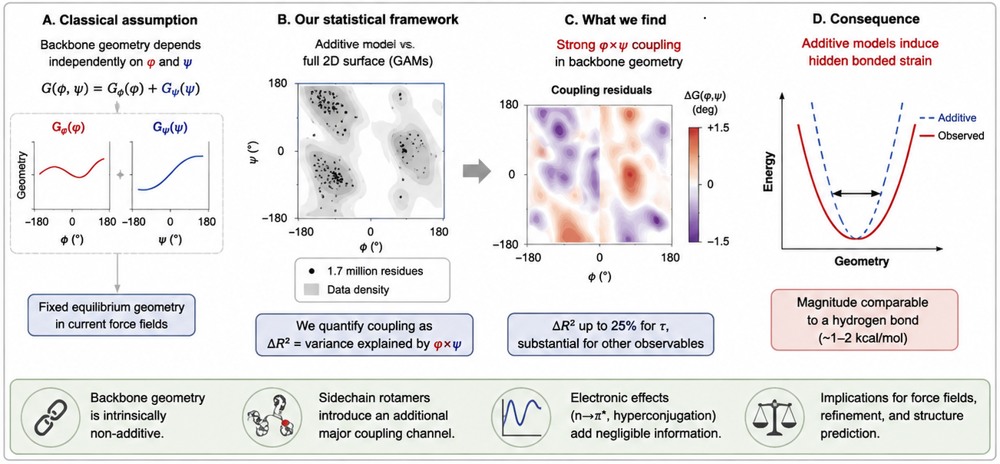 A. Classical assumption
Backbone geometry depends
independently on φ and ψ
G(ϕ, ψ) = Gϕ(φ) + Gψ(ψ)
Gφ(φ)
Gψ(ψ)
Geometry
−180 0 180
ϕ (°)
−180 0 180
ψ (°)
Fixed equilibrium geometry
in current force fields
B. Our statistical framework
Additive model vs.
full 2D surface (GAMs)
180
0
−180
ψ (°)
−180 0 180
ϕ (°)
1.7 million residues
Data density
We quantify coupling as
ΔR² = variance explained by φ×ψ
C. What we find
Strong φ×ψ coupling
in backbone geometry
Coupling residuals
ΔG(φ,ψ)
(deg)
180
0
−180
−180 0 180
ϕ (°)
+1.5
0
−1.5
ΔR² up to 25% for τ,
substantial for other observables
D. Consequence
Additive models induce
hidden bonded strain
Additive
Observed
Energy
Geometry
Magnitude comparable
to a hydrogen bond
(~1–2 kcal/mol)
Backbone geometry
is intrinsically
non-additive.
Sidechain rotamers
introduce an additional
major coupling channel.
Electronic effects
(n→π*, hyperconjugation)
add negligible information.
Implications for force fields,
refinement, and structure
prediction.